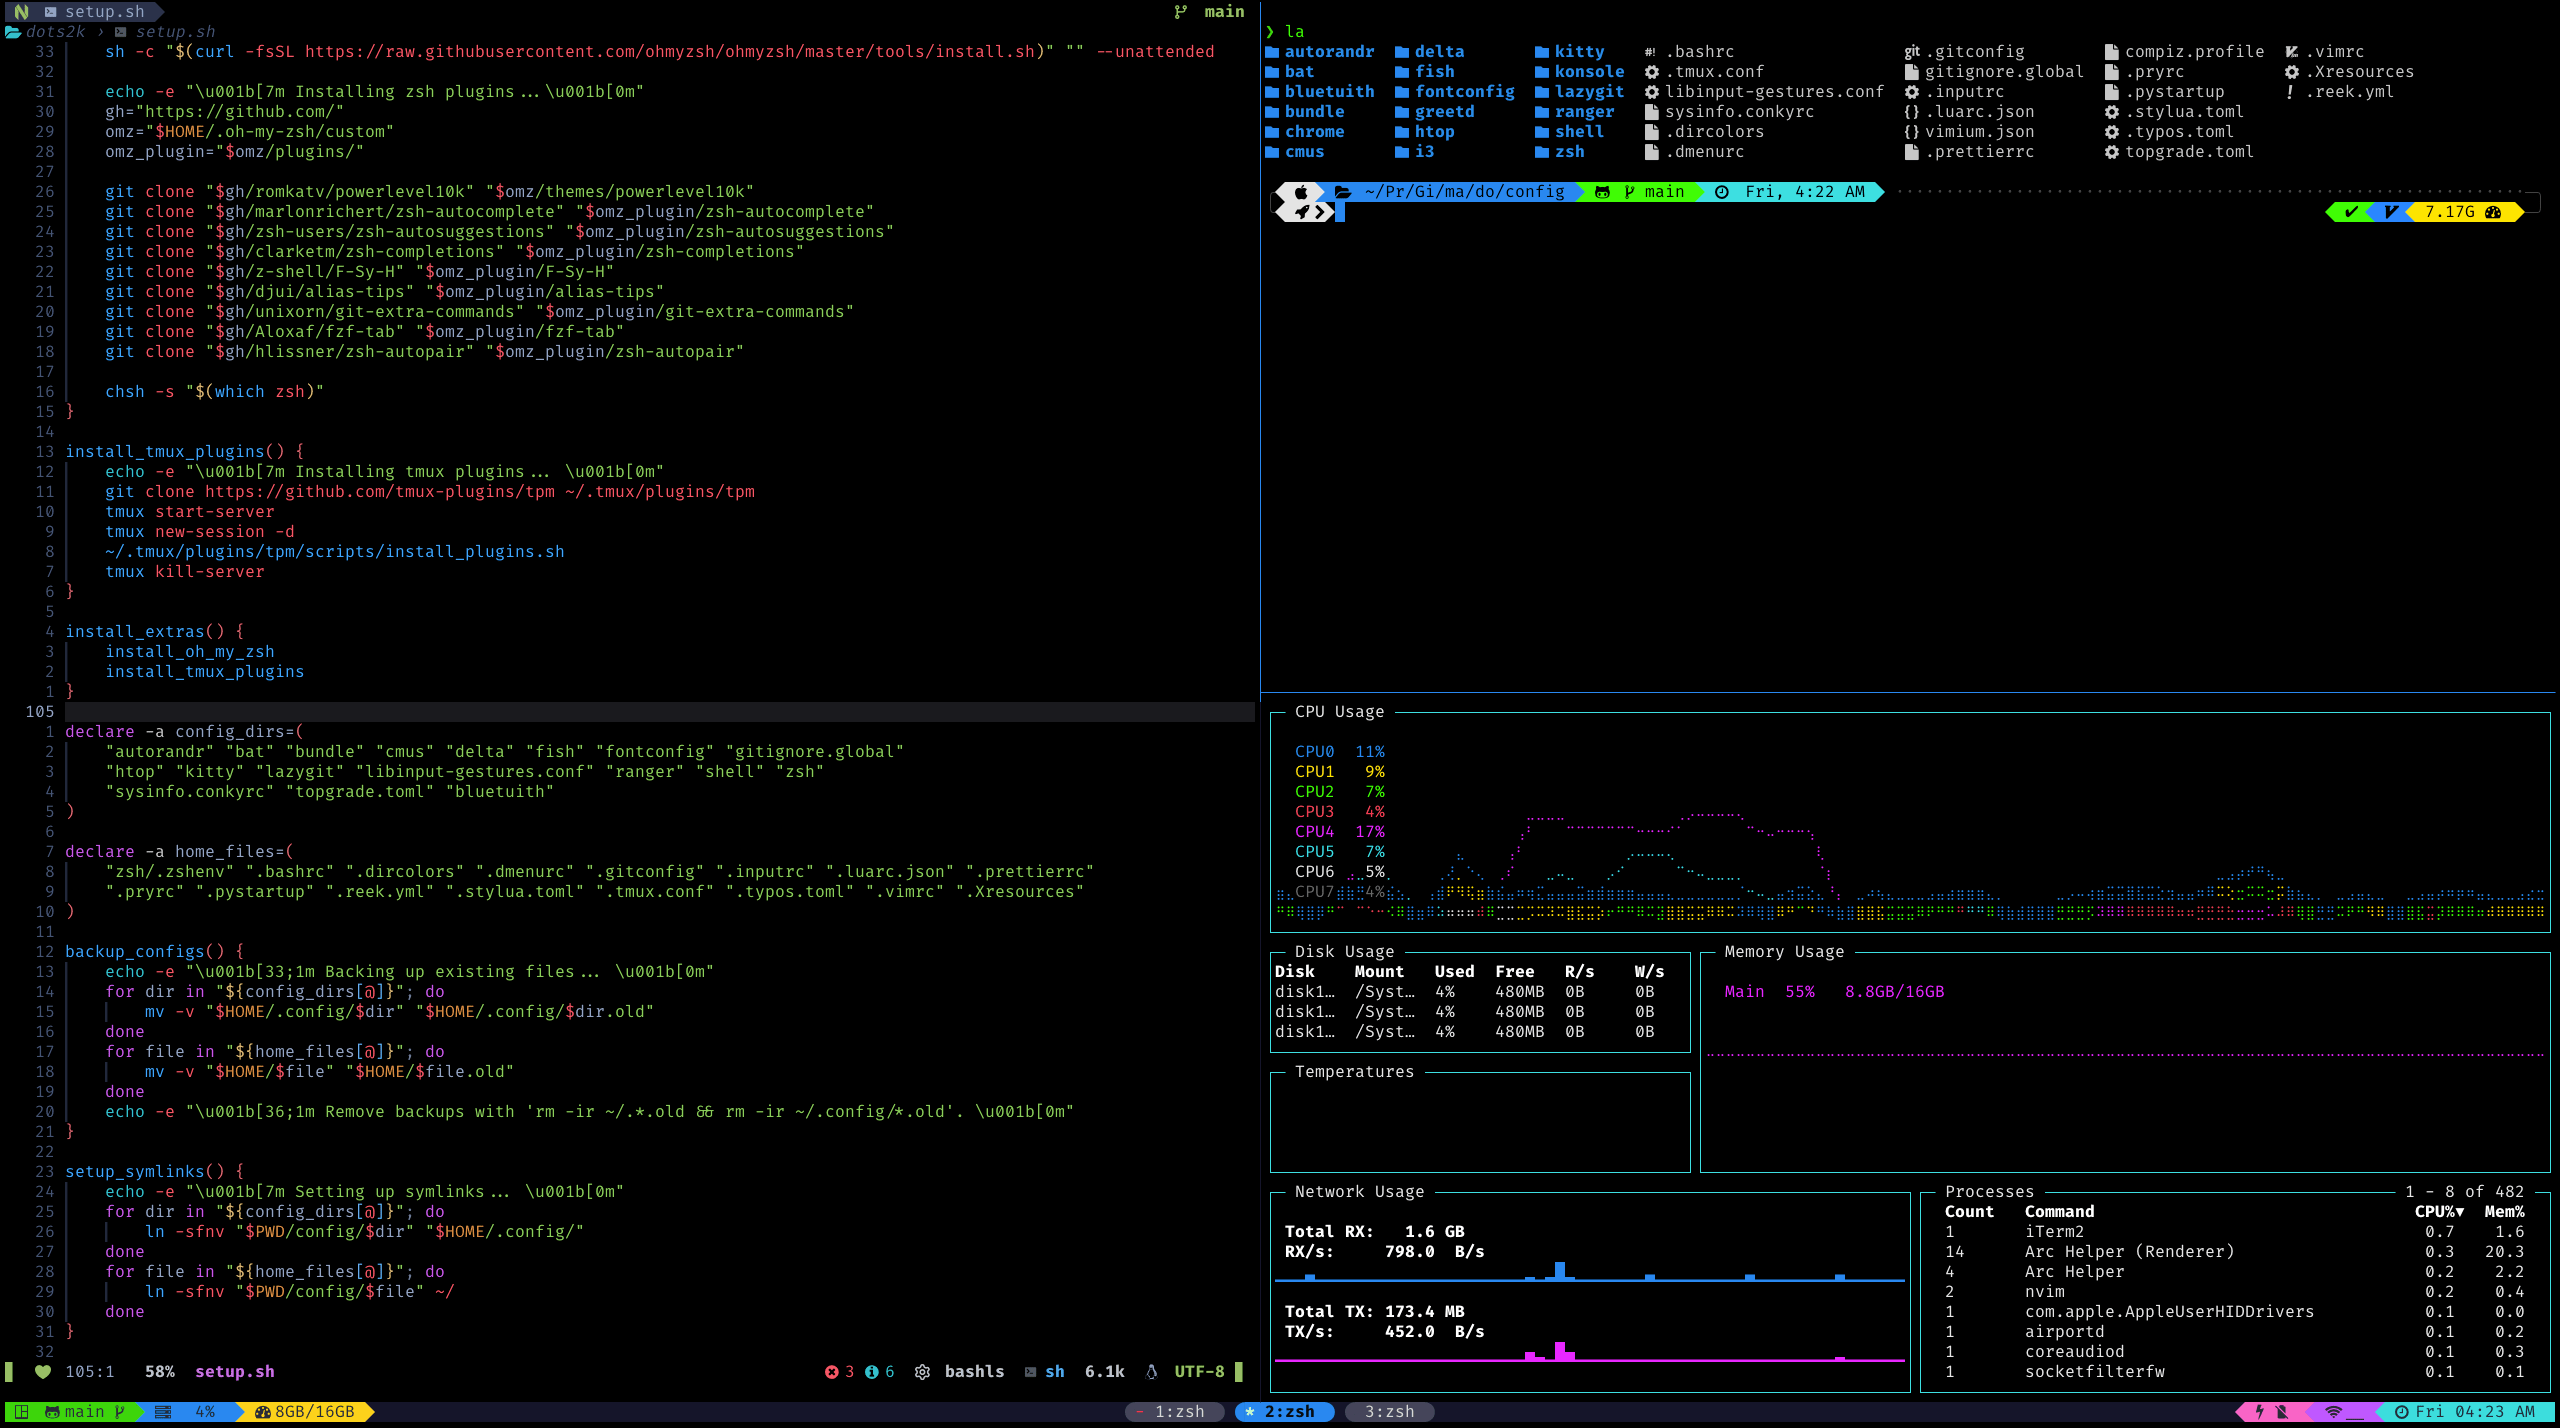 setup.sh
main
dots2k › setup.sh
33 sh -c "$(curl -fsSL https://raw.githubusercontent.com/ohmyzsh/ohmyzsh/master/tools/install.sh)" "" --unattended
32
31 echo -e "\u001b[7m Installing zsh plugins...\u001b[0m"
30 gh="https://github.com/"
29 omz="$HOME/.oh-my-zsh/custom"
28 omz_plugin="$omz/plugins/"
27
26 git clone "$gh/romkatv/powerlevel10k" "$omz/themes/powerlevel10k"
25 git clone "$gh/marlonrichert/zsh-autocomplete" "$omz_plugin/zsh-autocomplete"
24 git clone "$gh/zsh-users/zsh-autosuggestions" "$omz_plugin/zsh-autosuggestions"
23 git clone "$gh/clarketm/zsh-completions" "$omz_plugin/zsh-completions"
22 git clone "$gh/z-shell/F-Sy-H" "$omz_plugin/F-Sy-H"
21 git clone "$gh/djui/alias-tips" "$omz_plugin/alias-tips"
20 git clone "$gh/unixorn/git-extra-commands" "$omz_plugin/git-extra-commands"
19 git clone "$gh/Aloxaf/fzf-tab" "$omz_plugin/fzf-tab"
18 git clone "$gh/hlissner/zsh-autopair" "$omz_plugin/zsh-autopair"
17
16 chsh -s "$(which zsh)"
15 }
14
13 install_tmux_plugins() {
12 echo -e "\u001b[7m Installing tmux plugins... \u001b[0m"
11 git clone https://github.com/tmux-plugins/tpm ~/.tmux/plugins/tpm
10 tmux start-server
9 tmux new-session -d
8 ~/.tmux/plugins/tpm/scripts/install_plugins.sh
7 tmux kill-server
6 }
5
4 install_extras() {
3 install_oh_my_zsh
2 install_tmux_plugins
1 }
105
1 declare -a config_dirs=(
2 "autorandr" "bat" "bundle" "cmus" "delta" "fish" "fontconfig" "gitignore.global"
3 "htop" "kitty" "lazygit" "libinput-gestures.conf" "ranger" "shell" "zsh"
4 "sysinfo.conkyrc" "topgrade.toml" "bluetuith"
5 )
6
7 declare -a home_files=(
8 "zsh/.zshenv" ".bashrc" ".dircolors" ".dmenurc" ".gitconfig" ".inputrc" ".luarc.json" ".prettierrc"
9 ".pryrc" ".pystartup" ".reek.yml" ".stylua.toml" ".tmux.conf" ".typos.toml" ".vimrc" ".Xresources"
10 )
11
12 backup_configs() {
13 echo -e "\u001b[33;1m Backing up existing files... \u001b[0m"
14 for dir in "${config_dirs[@]}"; do
15 mv -v "$HOME/.config/$dir" "$HOME/.config/$dir.old"
16 done
17 for file in "${home_files[@]}"; do
18 mv -v "$HOME/$file" "$HOME/$file.old"
19 done
20 echo -e "\u001b[36;1m Remove backups with 'rm -ir ~/.*.old && rm -ir ~/.config/*.old'. \u001b[0m"
21 }
22
23 setup_symlinks() {
24 echo -e "\u001b[7m Setting up symlinks... \u001b[0m"
25 for dir in "${config_dirs[@]}"; do
26 ln -sfnv "$PWD/config/$dir" "$HOME/.config/"
27 done
28 for file in "${home_files[@]}"; do
29 ln -sfnv "$PWD/config/$file" ~/
30 done
31 }
32
105:1 58% setup.sh 3 6 bashls sh 6.1k UTF-8
❯ la
autorandr delta kitty .bashrc .gitconfig compiz.profile .vimrc
bat fish konsole .tmux.conf gitignore.global .pryrc .Xresources
bluetuith fontconfig lazygit libinput-gestures.conf .inputrc .pystartup .reek.yml
bundle greetd ranger sysinfo.conkyrc .luarc.json .stylua.toml
chrome htop shell .dircolors vimium.json .typos.toml
cmus i3 zsh .dmenurc .prettierrc topgrade.toml
~/Pr/Gi/ma/do/config main Fri, 4:22 AM
7.17G
CPU Usage
CPU0 11%
CPU1 9%
CPU2 7%
CPU3 4%
CPU4 17%
CPU5 7%
CPU6 5%
CPU7 4%
Disk Usage
Disk Mount Used Free R/s W/s
disk1… /Syst… 4% 480MB 0B 0B
disk1… /Syst… 4% 480MB 0B 0B
disk1… /Syst… 4% 480MB 0B 0B
Memory Usage
Main 55% 8.8GB/16GB
Temperatures
Network Usage
Total RX: 1.6 GB
RX/s: 798.0 B/s
Total TX: 173.4 MB
TX/s: 452.0 B/s
Processes 1 - 8 of 482
Count Command CPU%▼ Mem%
1 iTerm2 0.7 1.6
14 Arc Helper (Renderer) 0.3 20.3
4 Arc Helper 0.2 2.2
2 nvim 0.2 0.4
1 com.apple.AppleUserHIDDrivers 0.1 0.0
1 airportd 0.1 0.2
1 coreaudiod 0.1 0.3
1 socketfilterfw 0.1 0.1
main 4% 8GB/16GB - 1:zsh * 2:zsh 3:zsh Fri 04:23 AM